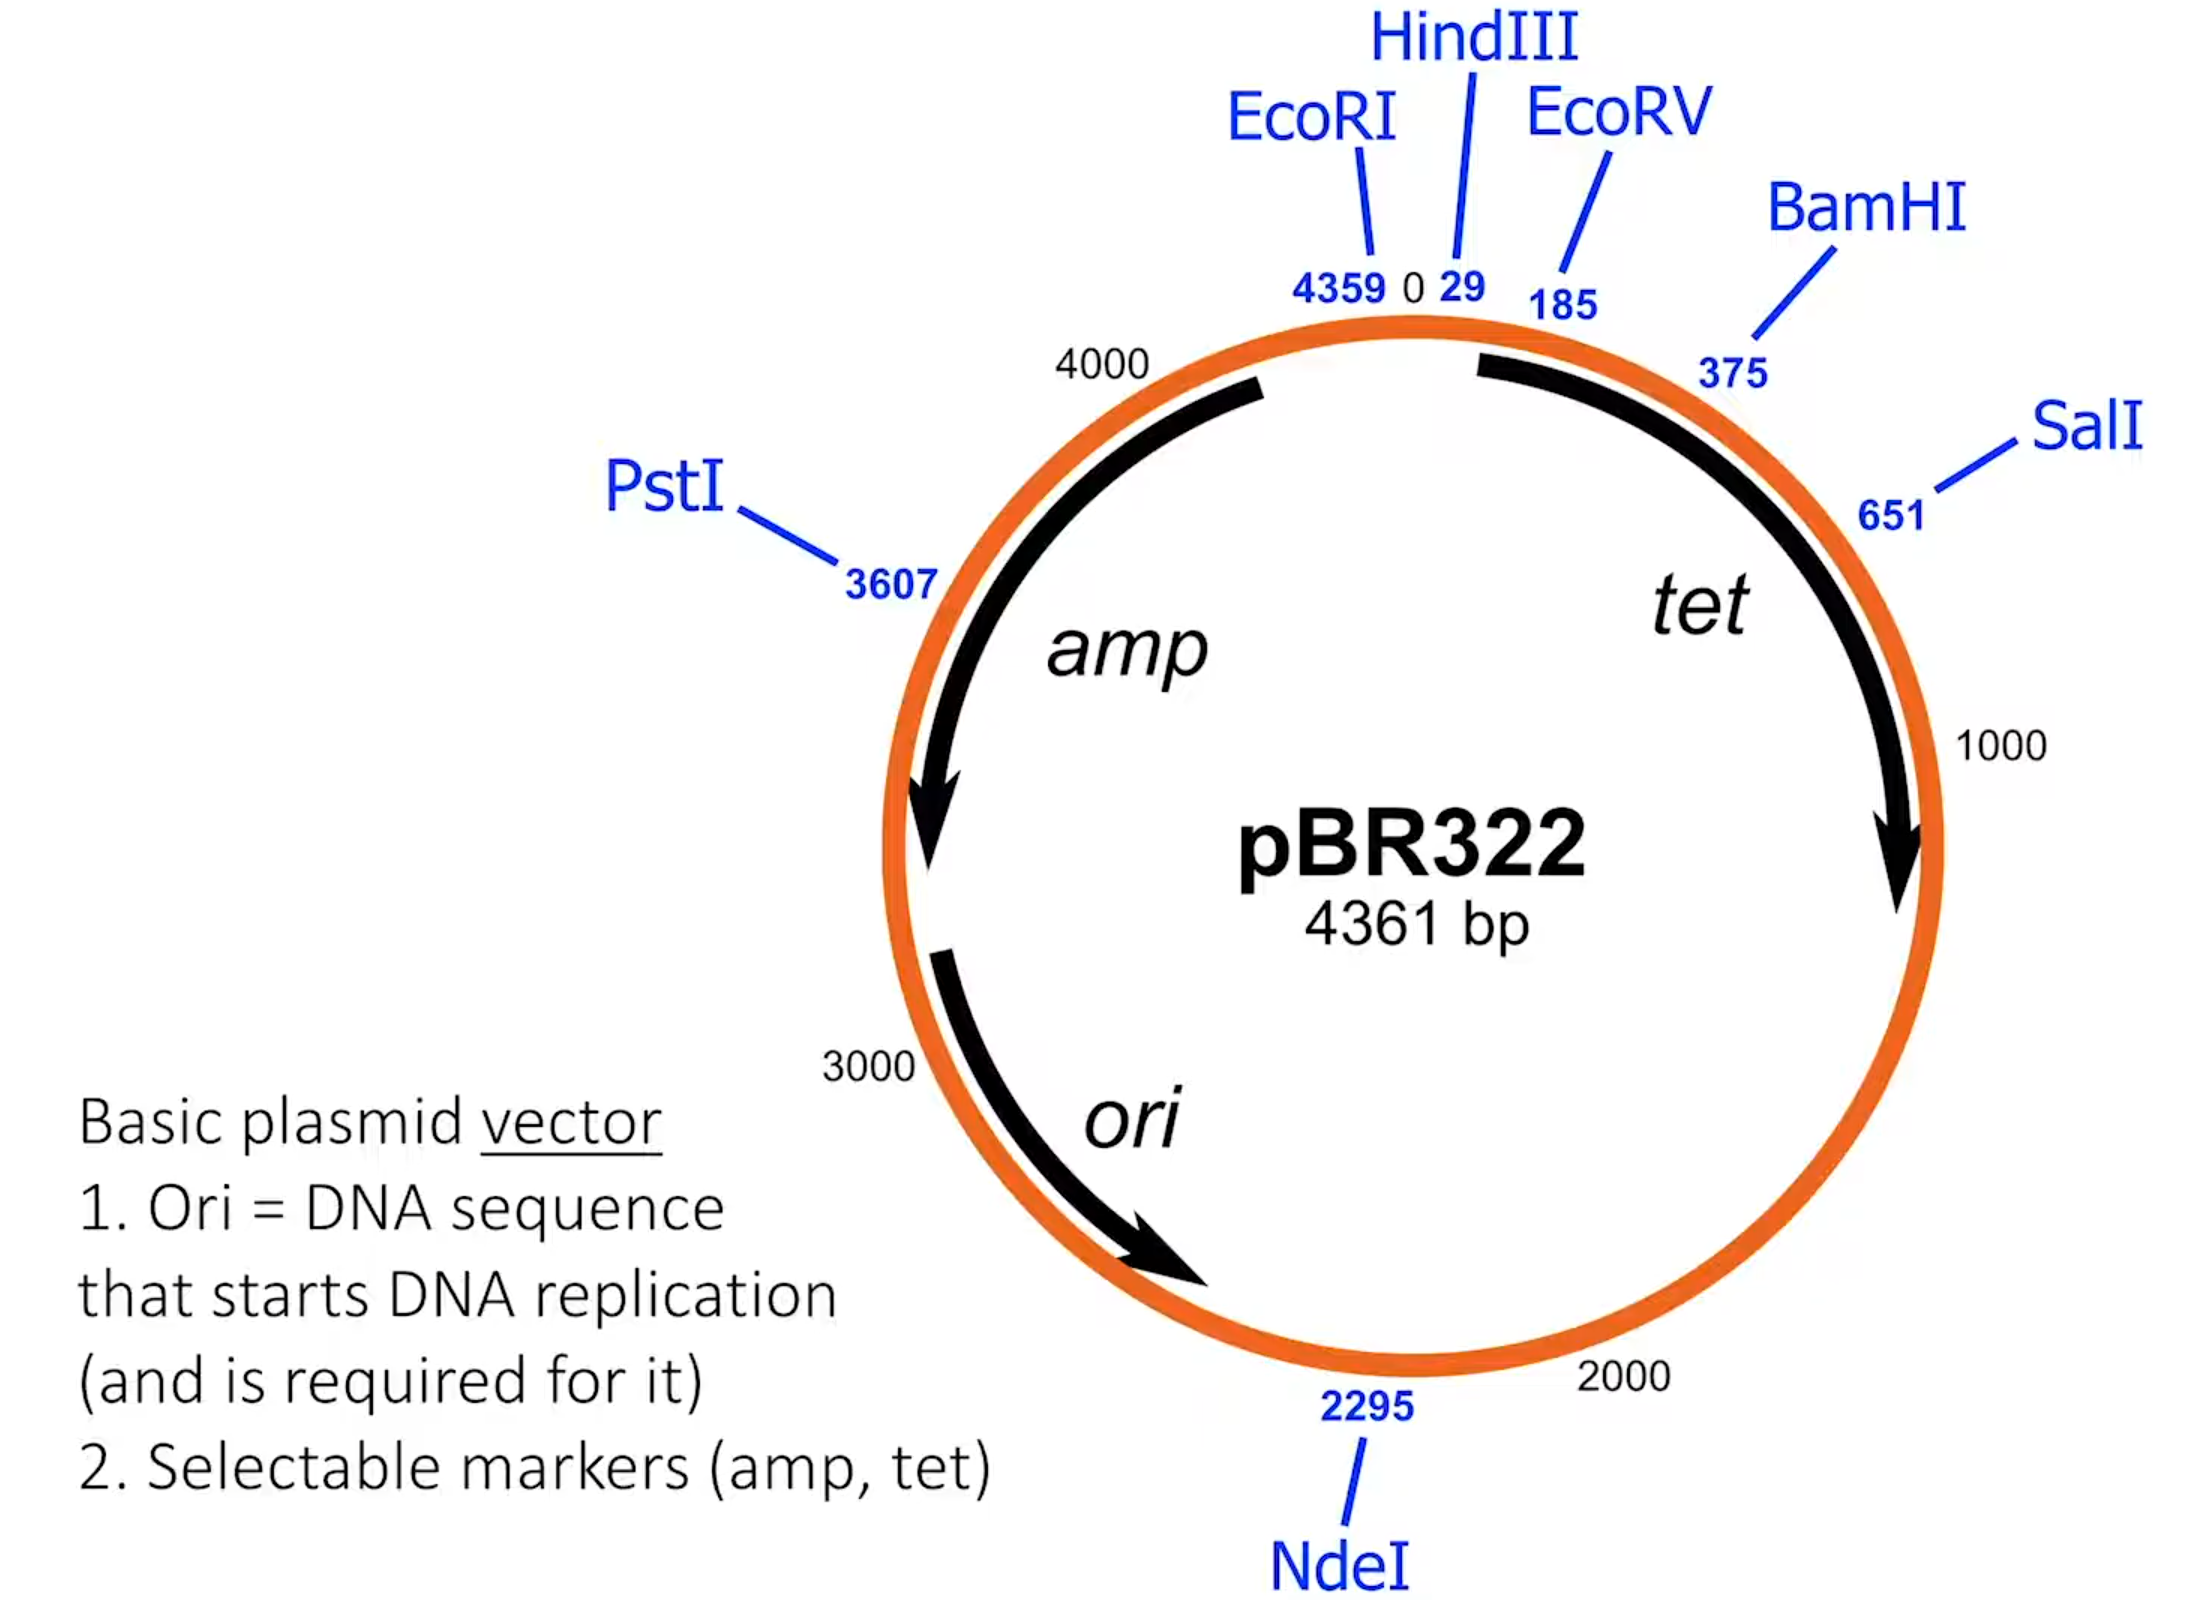 HindIII
EcoRI
EcoRV
BamHI
4359 0 29
185
4000
375
SalI
PstI
651
3607
tet
amp
1000
pBR322
4361 bp
3000
ori
Basic plasmid vector
1. Ori = DNA sequence
that starts DNA replication
(and is required for it)
2. Selectable markers (amp, tet)
2000
2295
NdeI